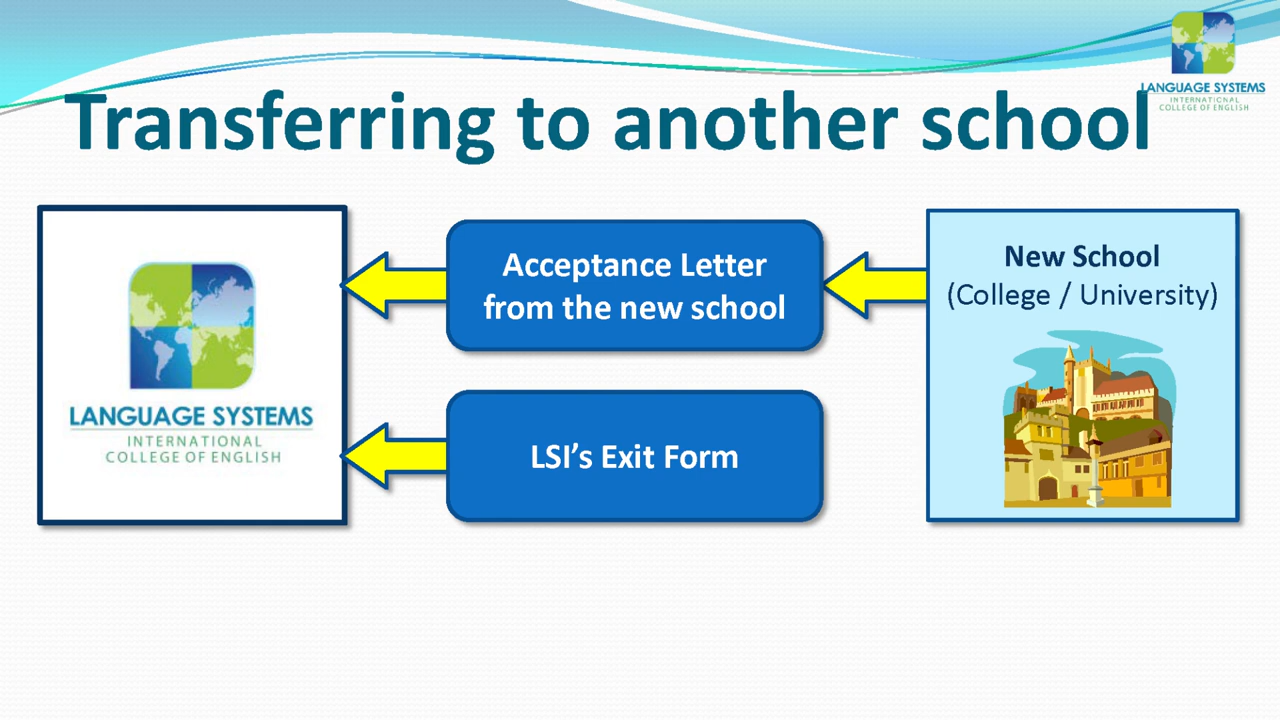 LANGUAGE SYSTEMS
INTERNATIONAL
COLLEGE OF ENGLISH
Transferring to another school
LANGUAGE SYSTEMS
INTERNATIONAL
COLLEGE OF ENGLISH
Acceptance Letter
from the new school
LSI’s Exit Form
New School
(College / University)